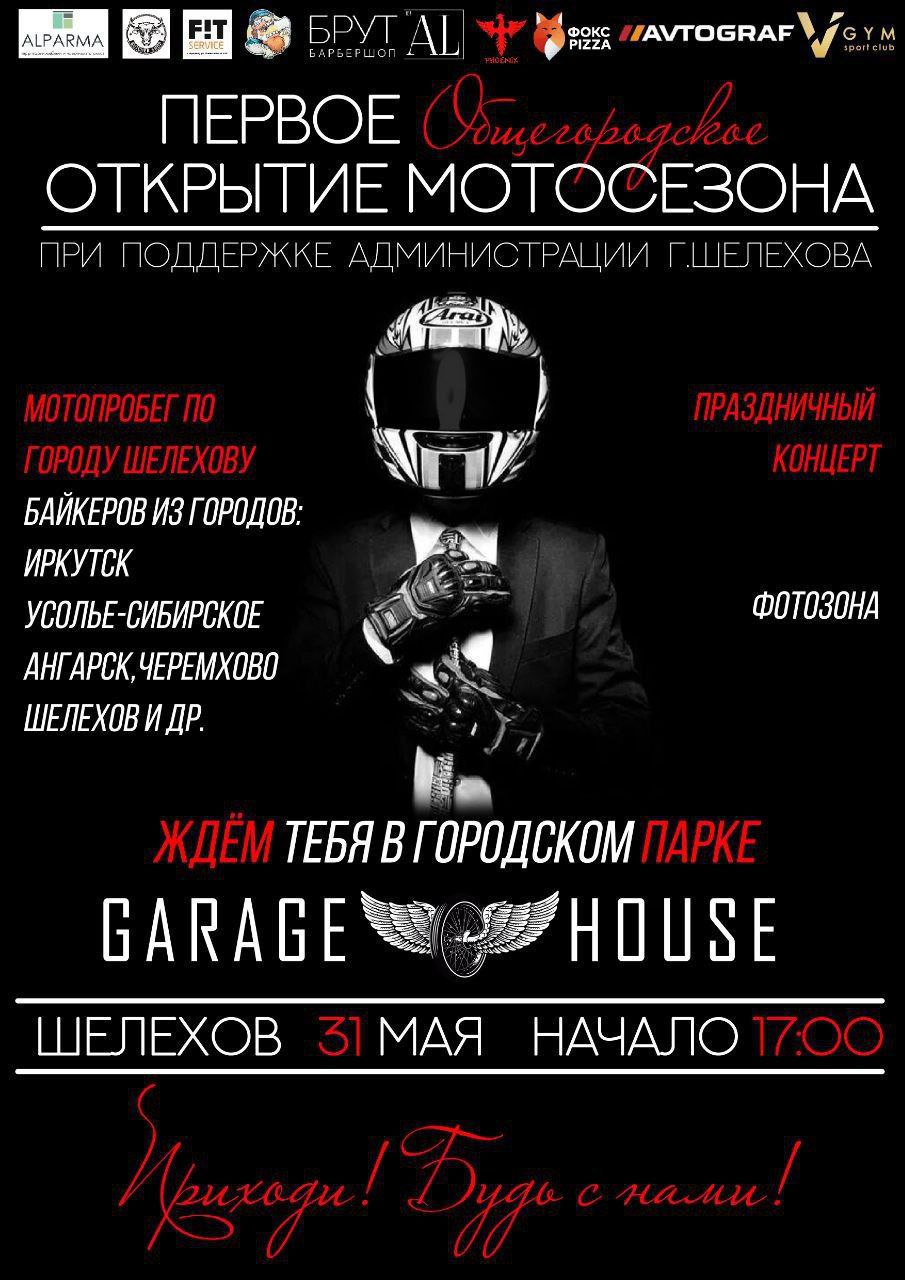 ALPARMA
FIT
SERVICE
БРУТ
БАРБЕРШОП
AL
PHOENIX
ФОКС
PIZZA
AVTOGRAF
V GYM
sport club
ПЕРВОЕ Общегородское
ОТКРЫТИЕ МОТОСЕЗОНА
ПРИ ПОДДЕРЖКЕ АДМИНИСТРАЦИИ Г.ШЕЛЕХОВА
Arai
МОТОПРОБЕГ ПО
ГОРОДУ ШЕЛЕХОВУ
БАЙКЕРОВ ИЗ ГОРОДОВ:
ИРКУТСК
УСОЛЬЕ-СИБИРСКОЕ
АНГАРСК,ЧЕРЕМХОВО
ШЕЛЕХОВ И ДР.
ПРАЗДНИЧНЫЙ
КОНЦЕРТ
ФОТОЗОНА
ЖДЁМ ТЕБЯ В ГОРОДСКОМ ПАРКЕ
GARAGE HOUSE
ШЕЛЕХОВ 31 МАЯ НАЧАЛО 17:00
Приходи! Будь с нами!